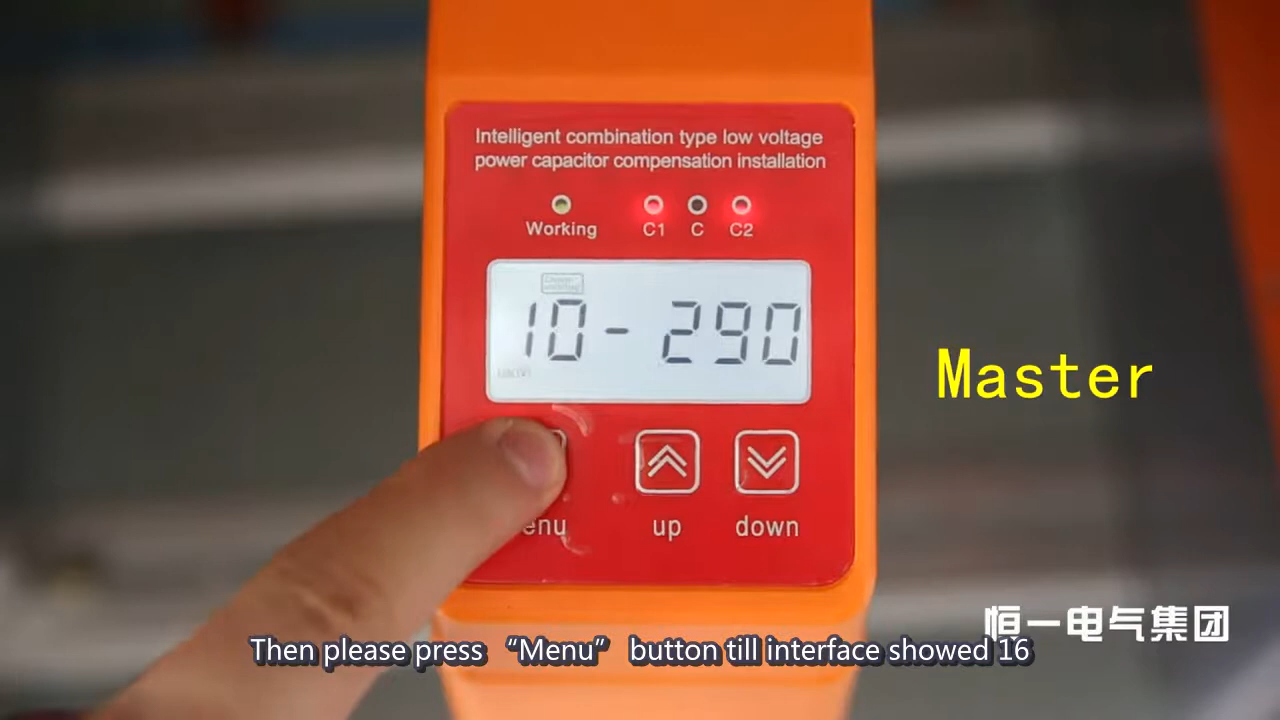 Intelligent combination type low voltage
power capacitor compensation installation
Working C1 C C2
10- 290
Master
enu up down
恒一电气集团
Then please press “Menu” button till interface showed 16